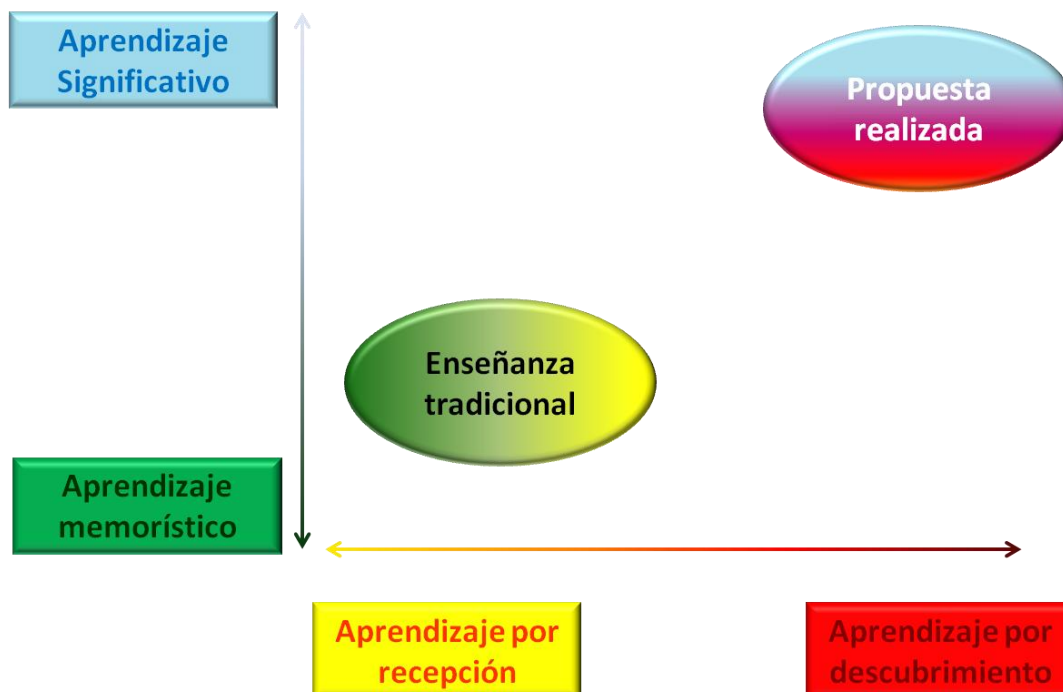 Aprendizaje
Significativo
Propuesta
realizada
Enseñanza
tradicional
Aprendizaje
memorístico
Aprendizaje por
recepción
Aprendizaje por
descubrimiento